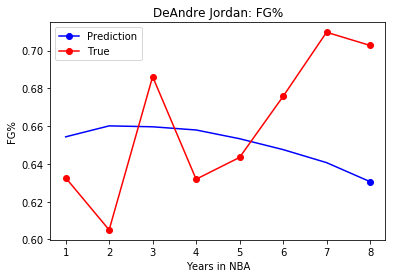 DeAndre Jordan: FG%
Prediction
True
FG%
0.70
0.68
0.66
0.64
0.62
0.60
1 2 3 4 5 6 7 8
Years in NBA